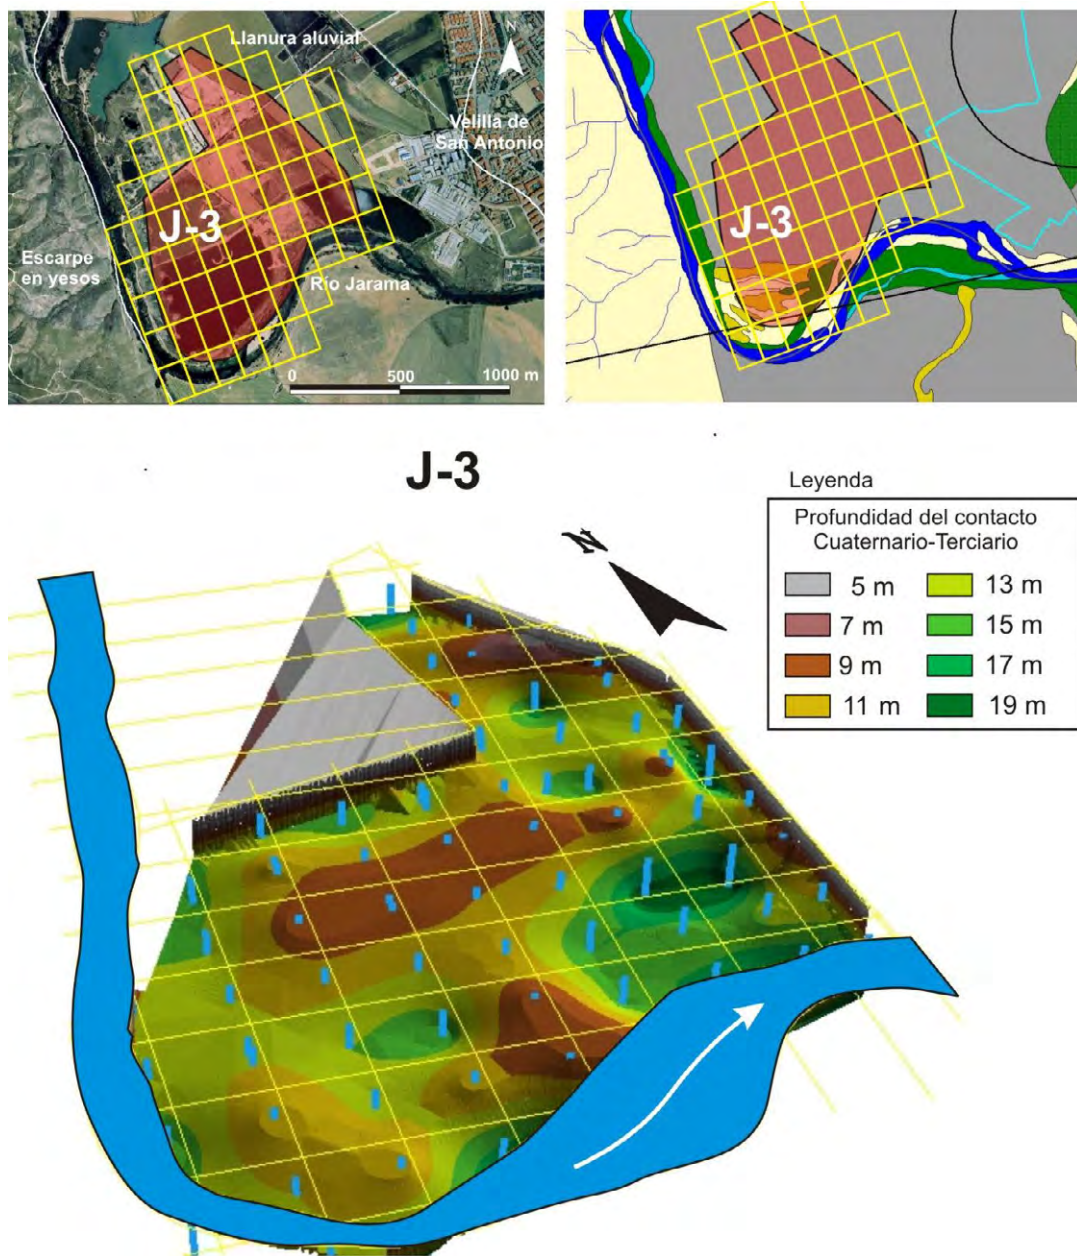 Llanura aluvial
N
Velilla de
San Antonio
J-3
Escarpe
en yesos
Río Jarama
0 500 1000 m
J-3
J-3
N
Leyenda
Profundidad del contacto
Cuaternario-Terciario
5 m 13 m
7 m 15 m
9 m 17 m
11 m 19 m